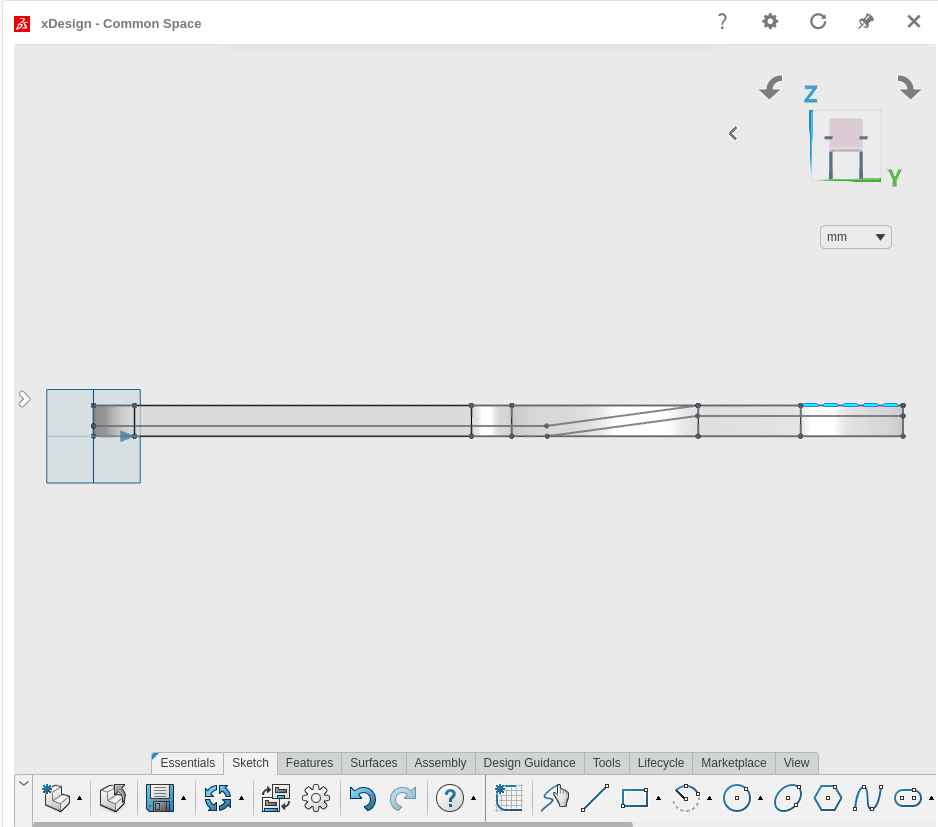 xDesign - Common Space
?
Z
Y
mm
Essentials Sketch Features Surfaces Assembly Design Guidance Tools Lifecycle Marketplace View
?